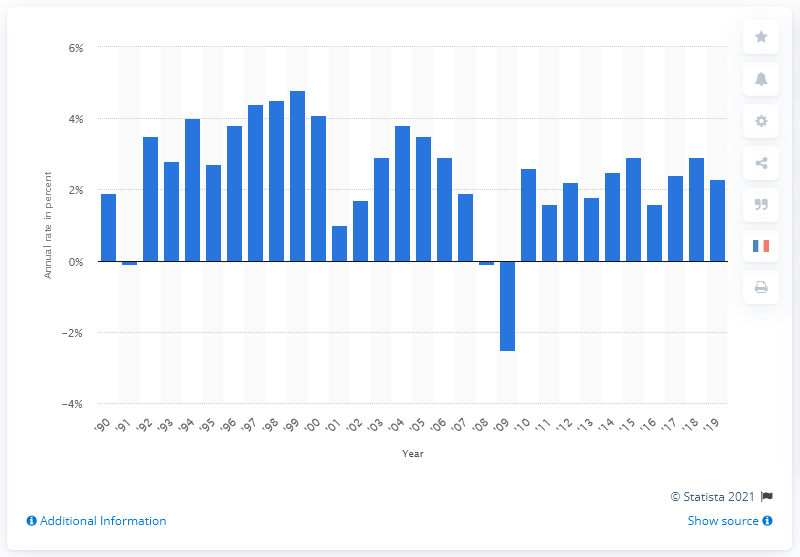 6%
4%
2%
0%
−2%
−4%
Annual rate in percent
'90 '91 '92 '93 '94 '95 '96 '97 '98 '99 '00 '01 '02 '03 '04 '05 '06 '07 '08 '09 '10 '11 '12 '13 '14 '15 '16 '17 '18 '19
Year
© Statista 2021
Additional Information
Show source